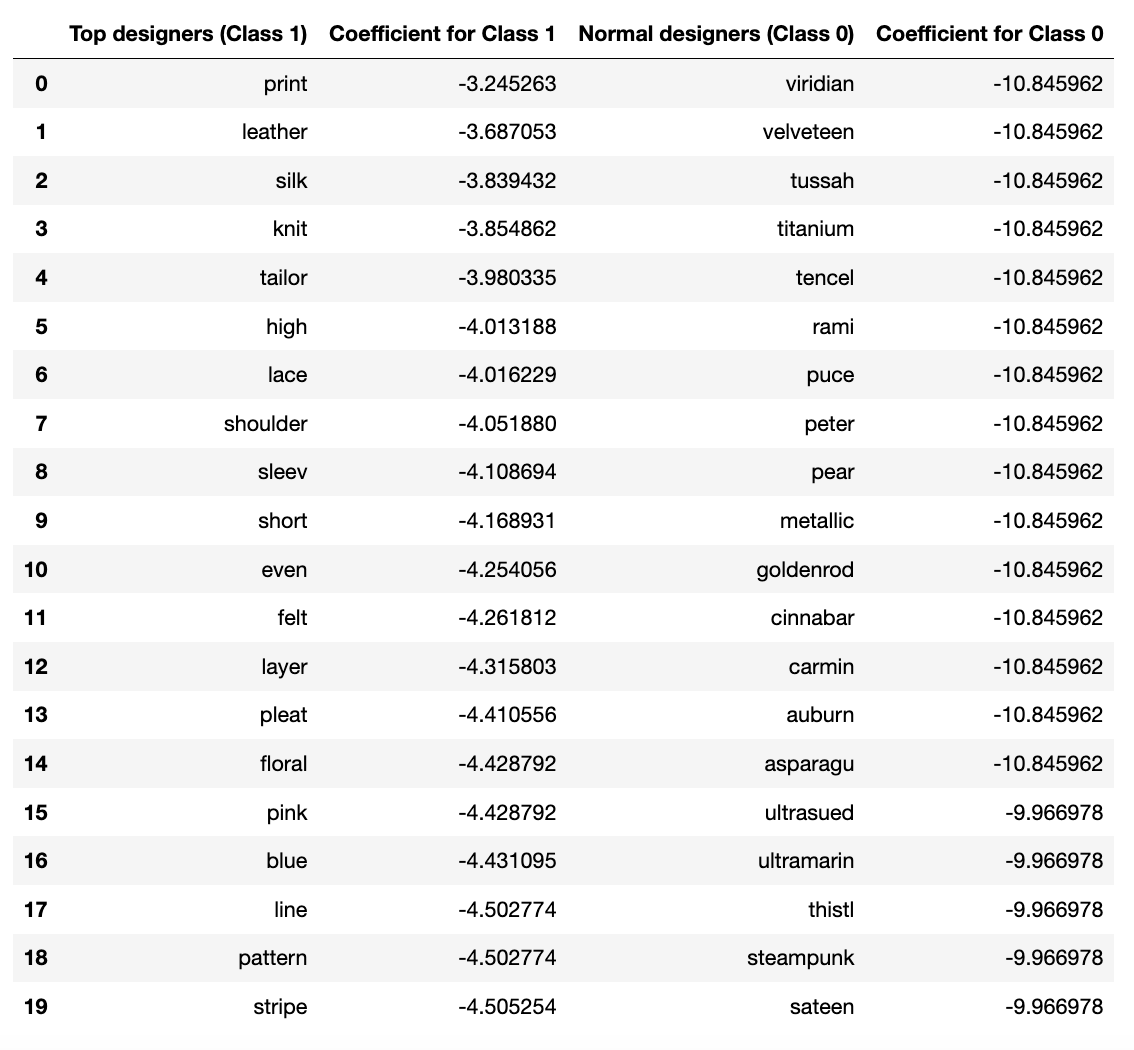 Top designers (Class 1) Coefficient for Class 1 Normal designers (Class 0) Coefficient for Class 0
0 print -3.245263 viridian -10.845962
1 leather -3.687053 velveteen -10.845962
2 silk -3.839432 tussah -10.845962
3 knit -3.854862 titanium -10.845962
4 tailor -3.980335 tencel -10.845962
5 high -4.013188 rami -10.845962
6 lace -4.016229 puce -10.845962
7 shoulder -4.051880 peter -10.845962
8 sleev -4.108694 pear -10.845962
9 short -4.168931 metallic -10.845962
10 even -4.254056 goldenrod -10.845962
11 felt -4.261812 cinnabar -10.845962
12 layer -4.315803 carmin -10.845962
13 pleat -4.410556 auburn -10.845962
14 floral -4.428792 asparagu -10.845962
15 pink -4.428792 ultrasued -9.966978
16 blue -4.431095 ultramarin -9.966978
17 line -4.502774 thistl -9.966978
18 pattern -4.502774 steampunk -9.966978
19 stripe -4.505254 sateen -9.966978